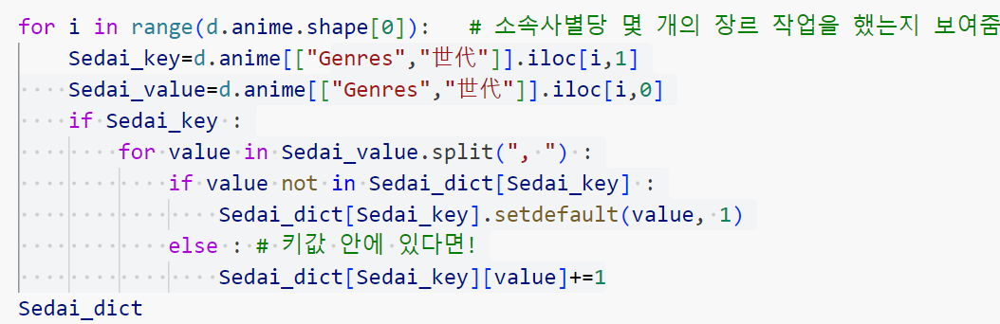 for i in range(d.anime.shape[0]):   # 소속사별당 몇 개의 장르 작업을 했는지 보여줌
    Sedai_key=d.anime[["Genres","世代"]].iloc[i,1]
    Sedai_value=d.anime[["Genres","世代"]].iloc[i,0]
    if Sedai_key :
        for value in Sedai_value.split(", ") :
            if value not in Sedai_dict[Sedai_key] :
                Sedai_dict[Sedai_key].setdefault(value, 1)
            else : # 키값 안에 있다면!
                Sedai_dict[Sedai_key][value]+=1
Sedai_dict